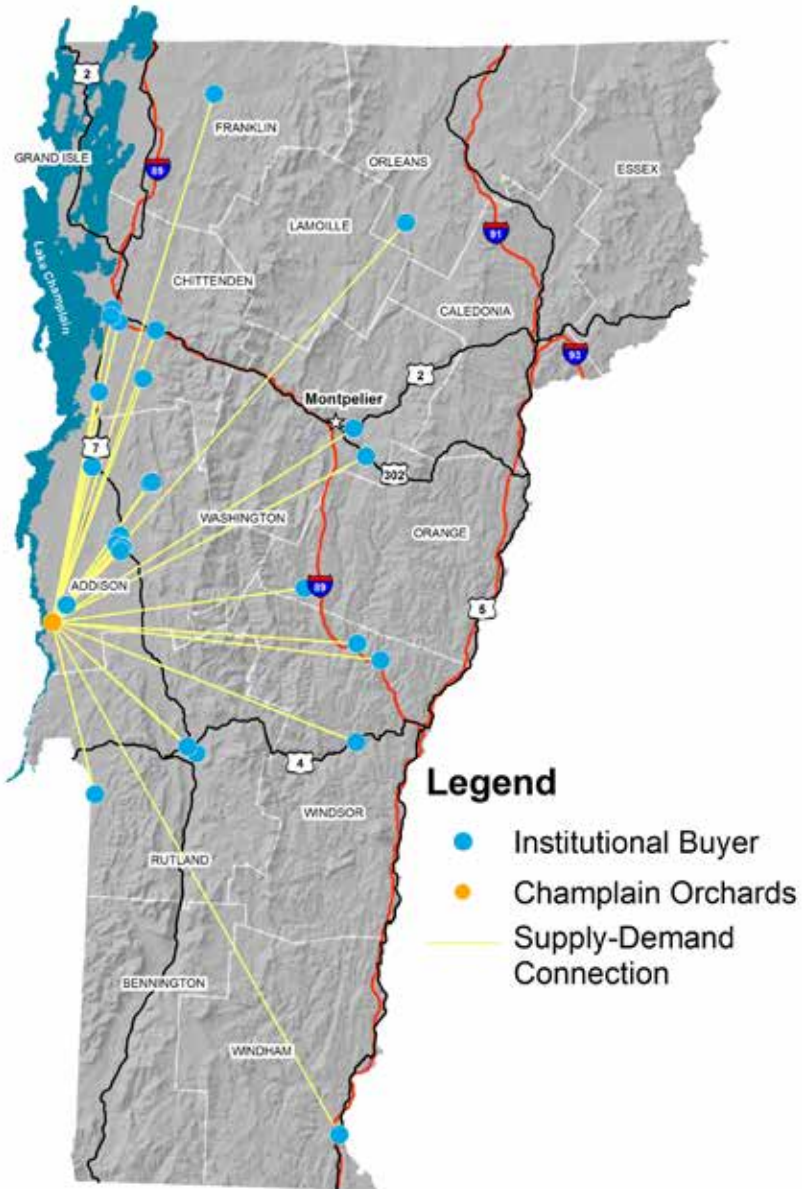 2
FRANKLIN
GRAND ISLE
ORLEANS
89
ESSEX
LAMOILLE
91
Lake Champlain
CHITTENDEN
CALEDONIA
93
2
Montpelier
7
302
WASHINGTON
ORANGE
ADDISON
89
5
4
Legend
WINDSOR
Institutional Buyer
RUTLAND
Champlain Orchards
Supply-Demand
Connection
BENNINGTON
WINDHAM